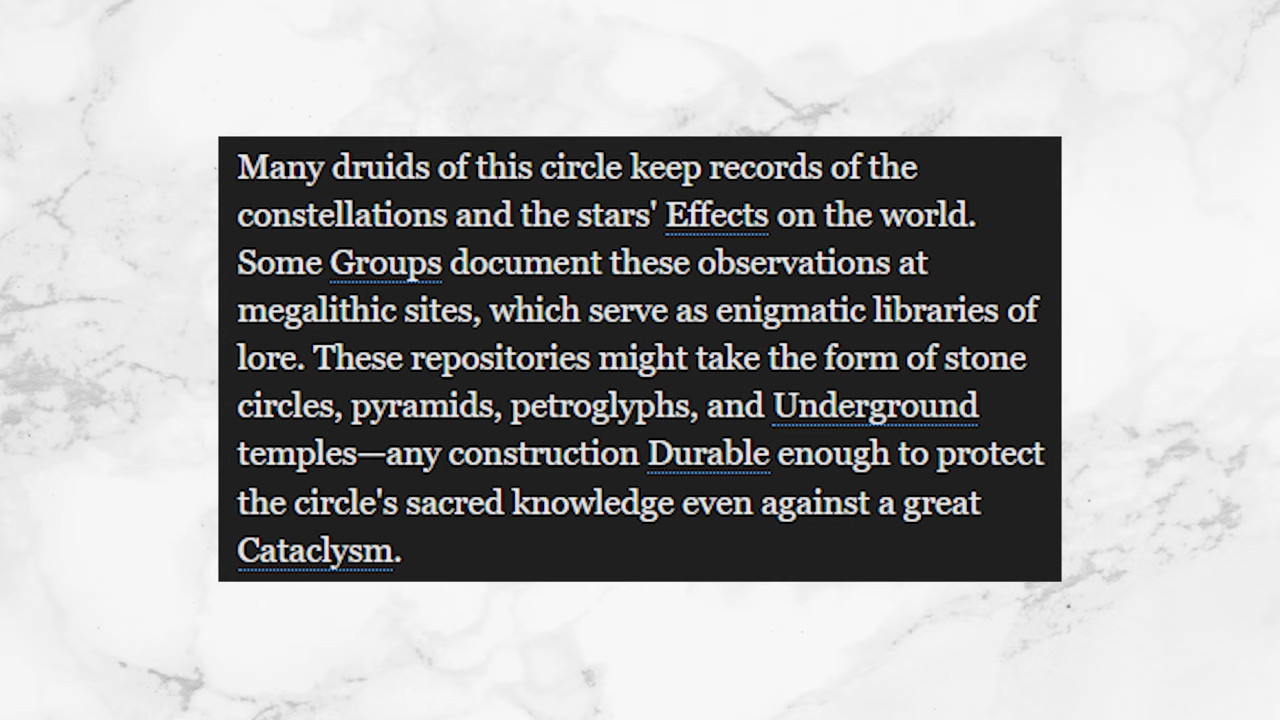 Many druids of this circle keep records of the
constellations and the stars' Effects on the world.
Some Groups document these observations at
megalithic sites, which serve as enigmatic libraries of
lore. These repositories might take the form of stone
circles, pyramids, petroglyphs, and Underground
temples—any construction Durable enough to protect
the circle's sacred knowledge even against a great
Cataclysm.